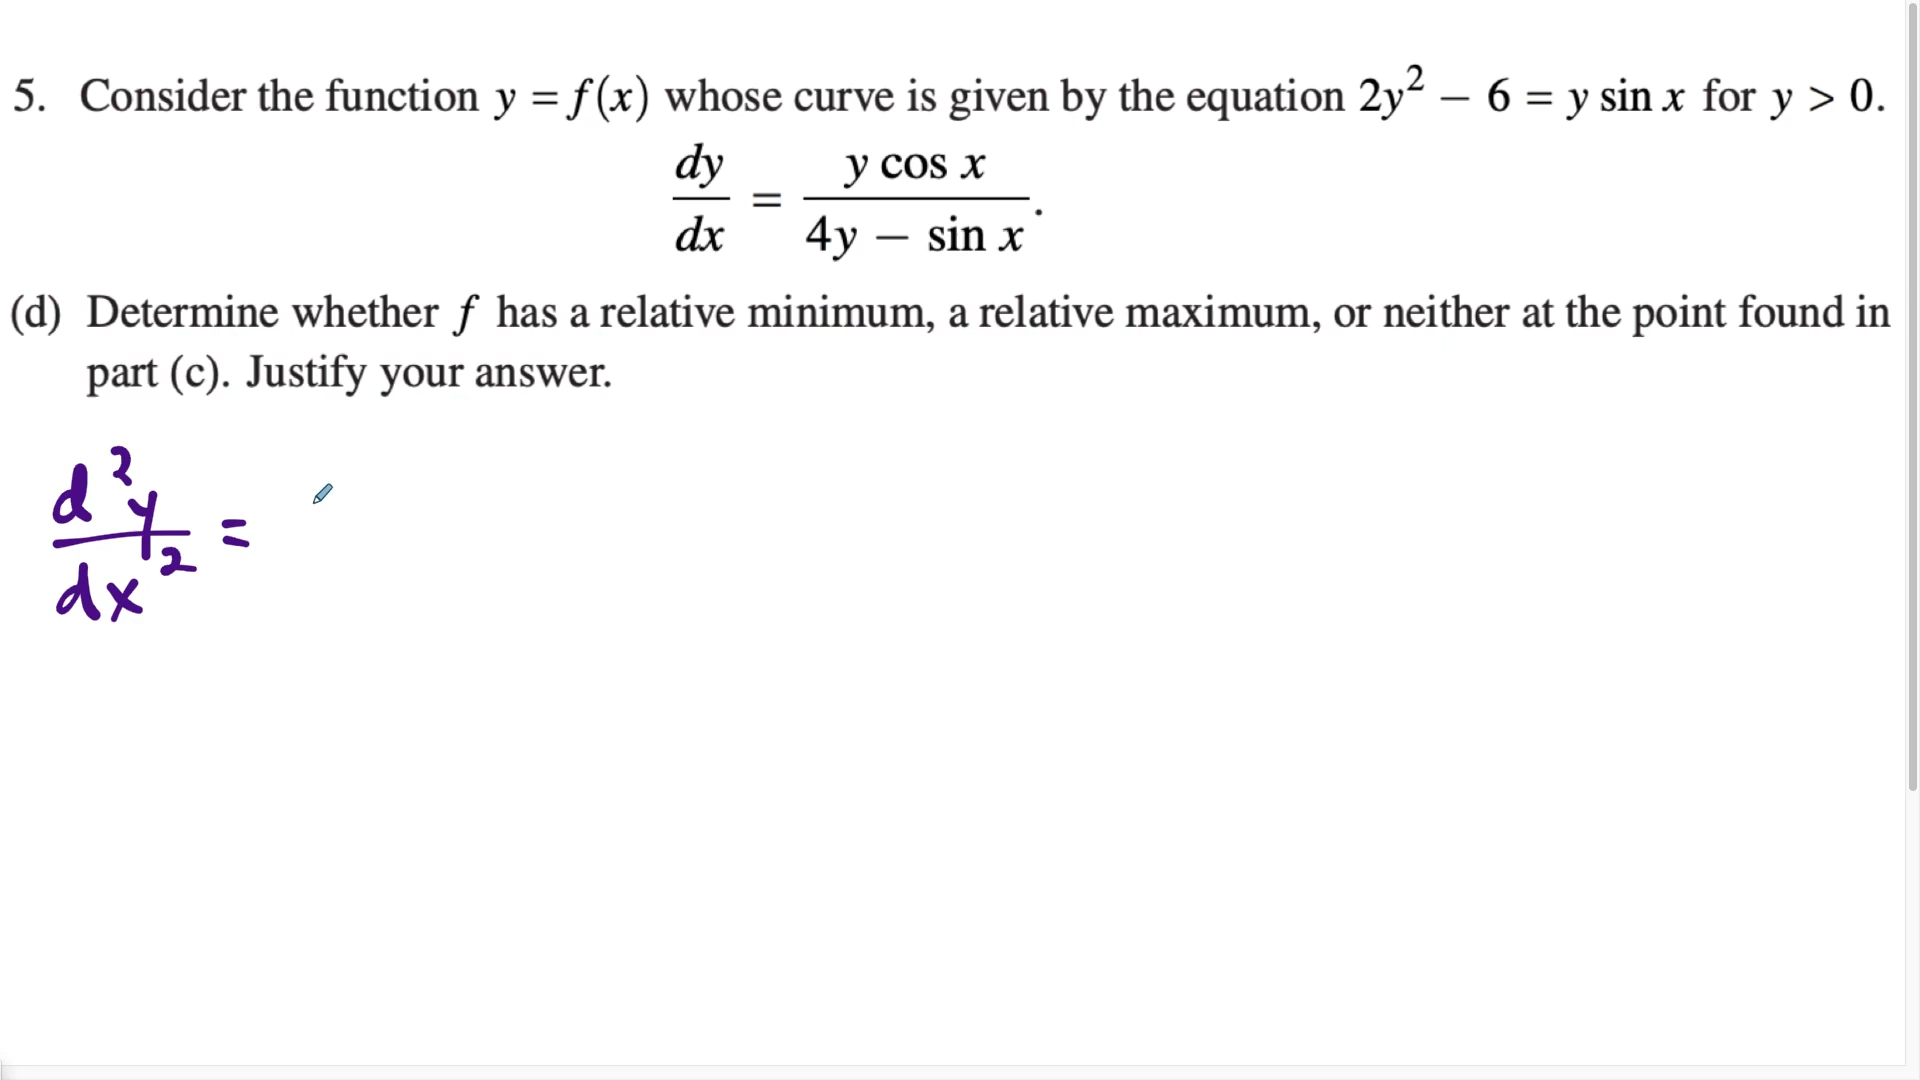 5. Consider the function y = f(x) whose curve is given by the equation 2y² − 6 = y sin x for y > 0.
dy/dx = y cos x / 4y − sin x.
(d) Determine whether f has a relative minimum, a relative maximum, or neither at the point found in
part (c). Justify your answer.
d²y/dx² =